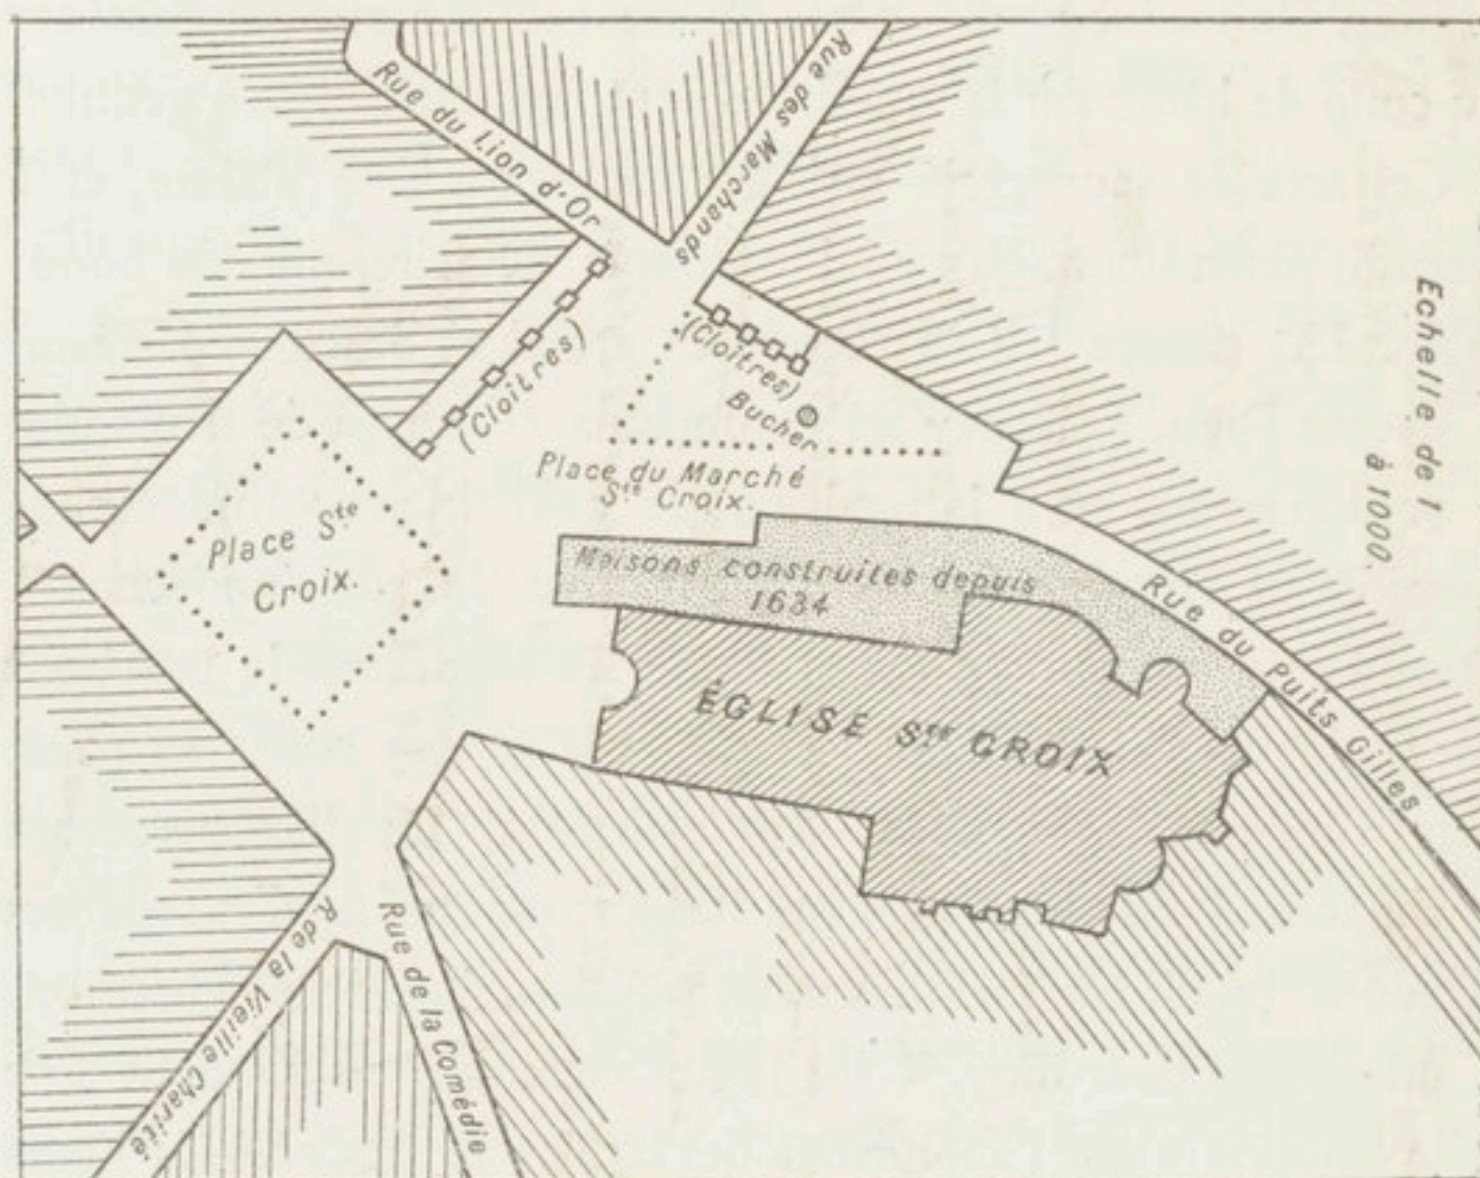 Rue du Lion d'Or
Rue des Marchands
(Cloîtres)
(Cloîtres)
Bucher
Place du Marché
Ste Croix.
Place Ste
Croix.
Maisons construites depuis
1634
ÉGLISE Ste CROIX
Rue du Puits Gilles
Echelle de 1
à 1000.
R. de la Vieille Charité
Rue de la Comédie